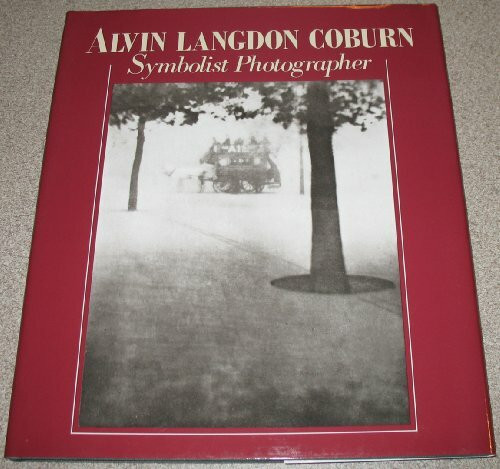 ALVIN LANGDON COBURN
Symbolist Photographer